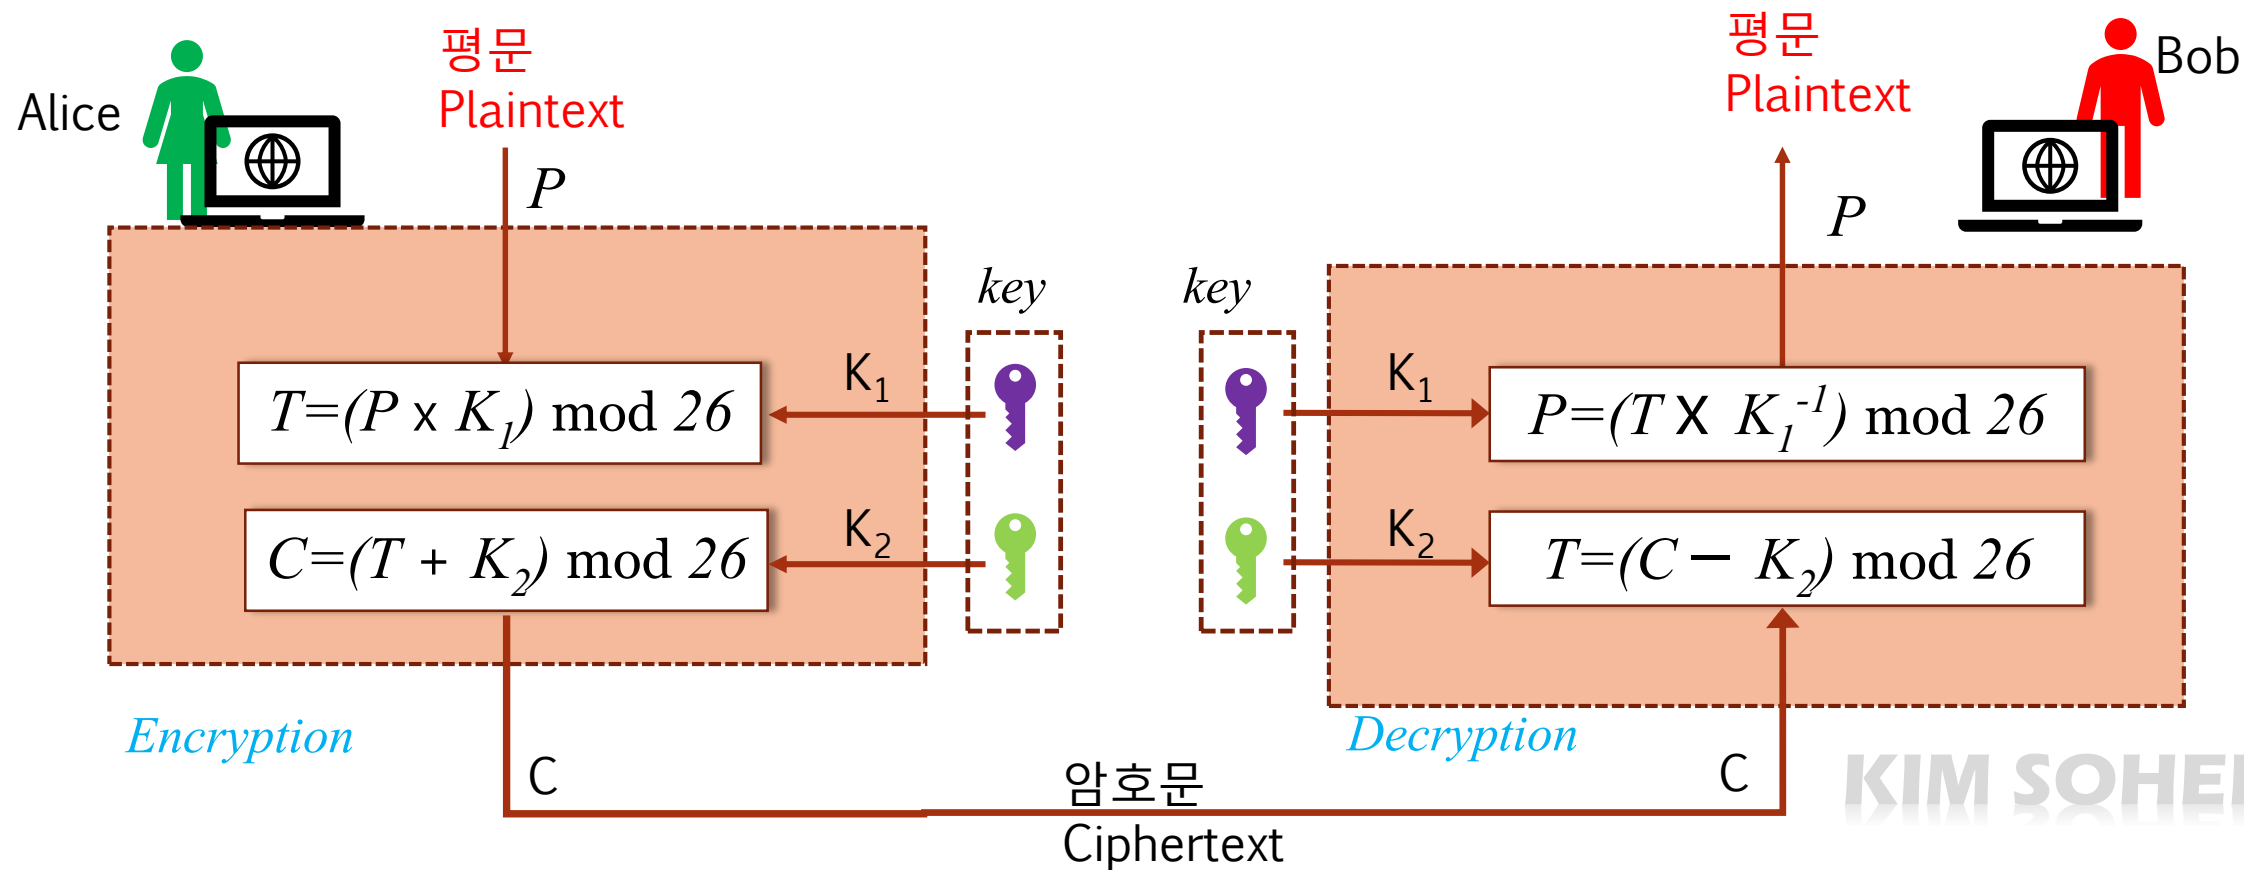 Alice
평문
Plaintext
P
평문
Plaintext
Bob
P
key
key
T=(P x K₁) mod 26
K₁
K₁
P=(T X K₁⁻¹) mod 26
C=(T + K₂) mod 26
K₂
K₂
T=(C − K₂) mod 26
Encryption
Decryption
C
암호문
Ciphertext
C
KIM